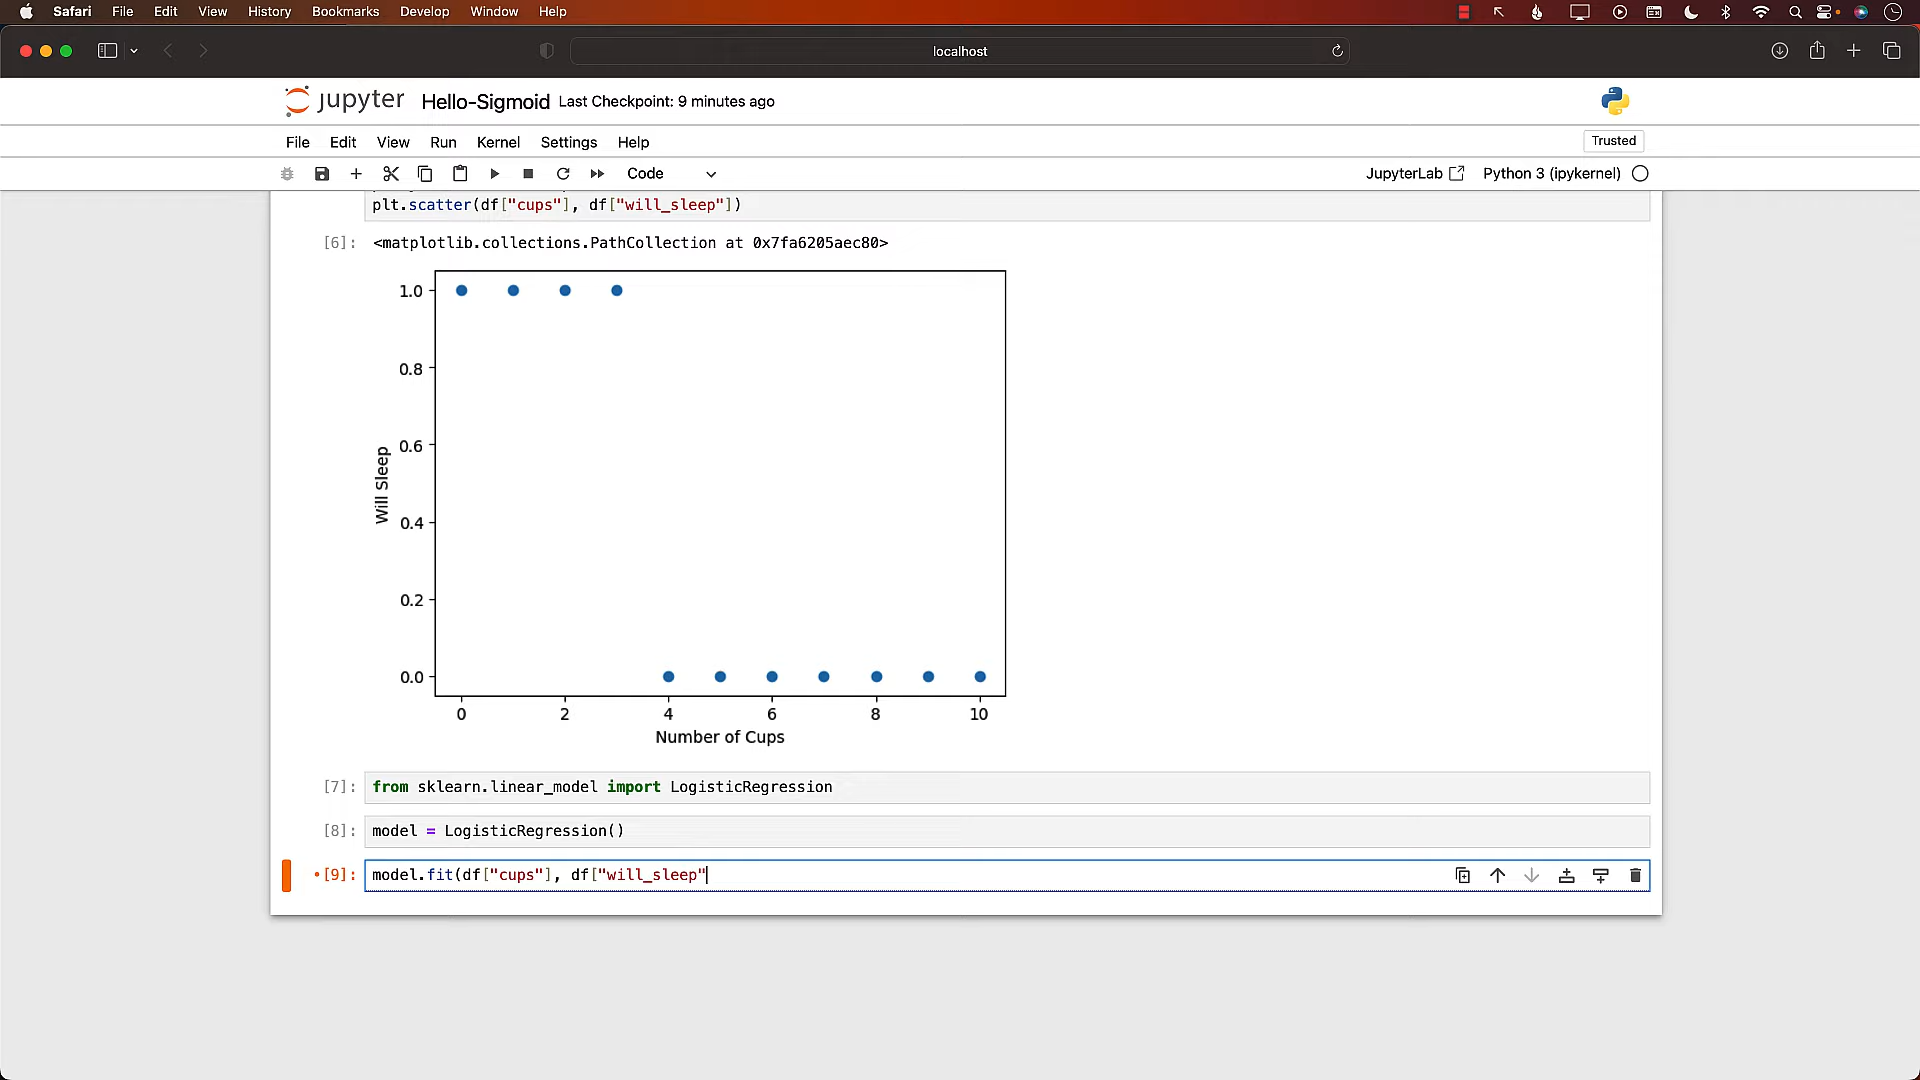 Safari File Edit View History Bookmarks Develop Window Help
localhost
jupyter Hello-Sigmoid Last Checkpoint: 9 minutes ago
File Edit View Run Kernel Settings Help
Trusted
Code
JupyterLab Python 3 (ipykernel)
plt.scatter(df["cups"], df["will_sleep"])
[6]: <matplotlib.collections.PathCollection at 0x7fa6205aec80>
1.0
0.8
0.6
0.4
0.2
0.0
Will Sleep
0 2 4 6 8 10
Number of Cups
[7]: from sklearn.linear_model import LogisticRegression
[8]: model = LogisticRegression()
[9]: model.fit(df["cups"], df["will_sleep"